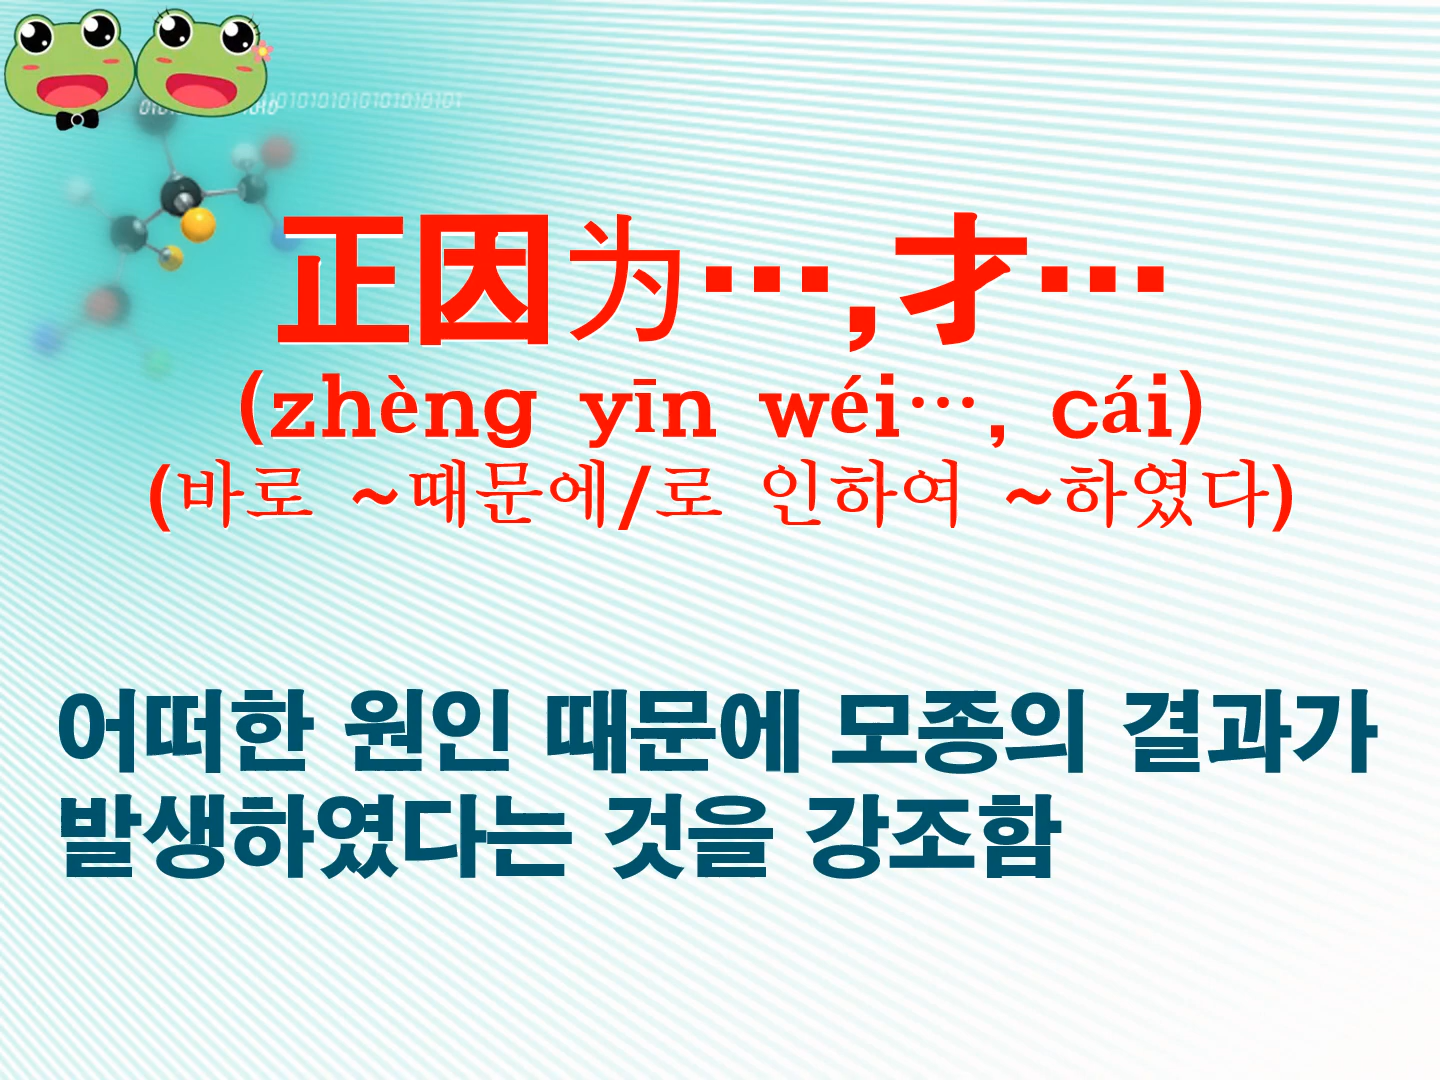 01010101010101010101
正因为…,才…
(zhèng yīn wéi…, cái)
(바로 ~때문에/로 인하여 ~하였다)
어떠한 원인 때문에 모종의 결과가
발생하였다는 것을 강조함